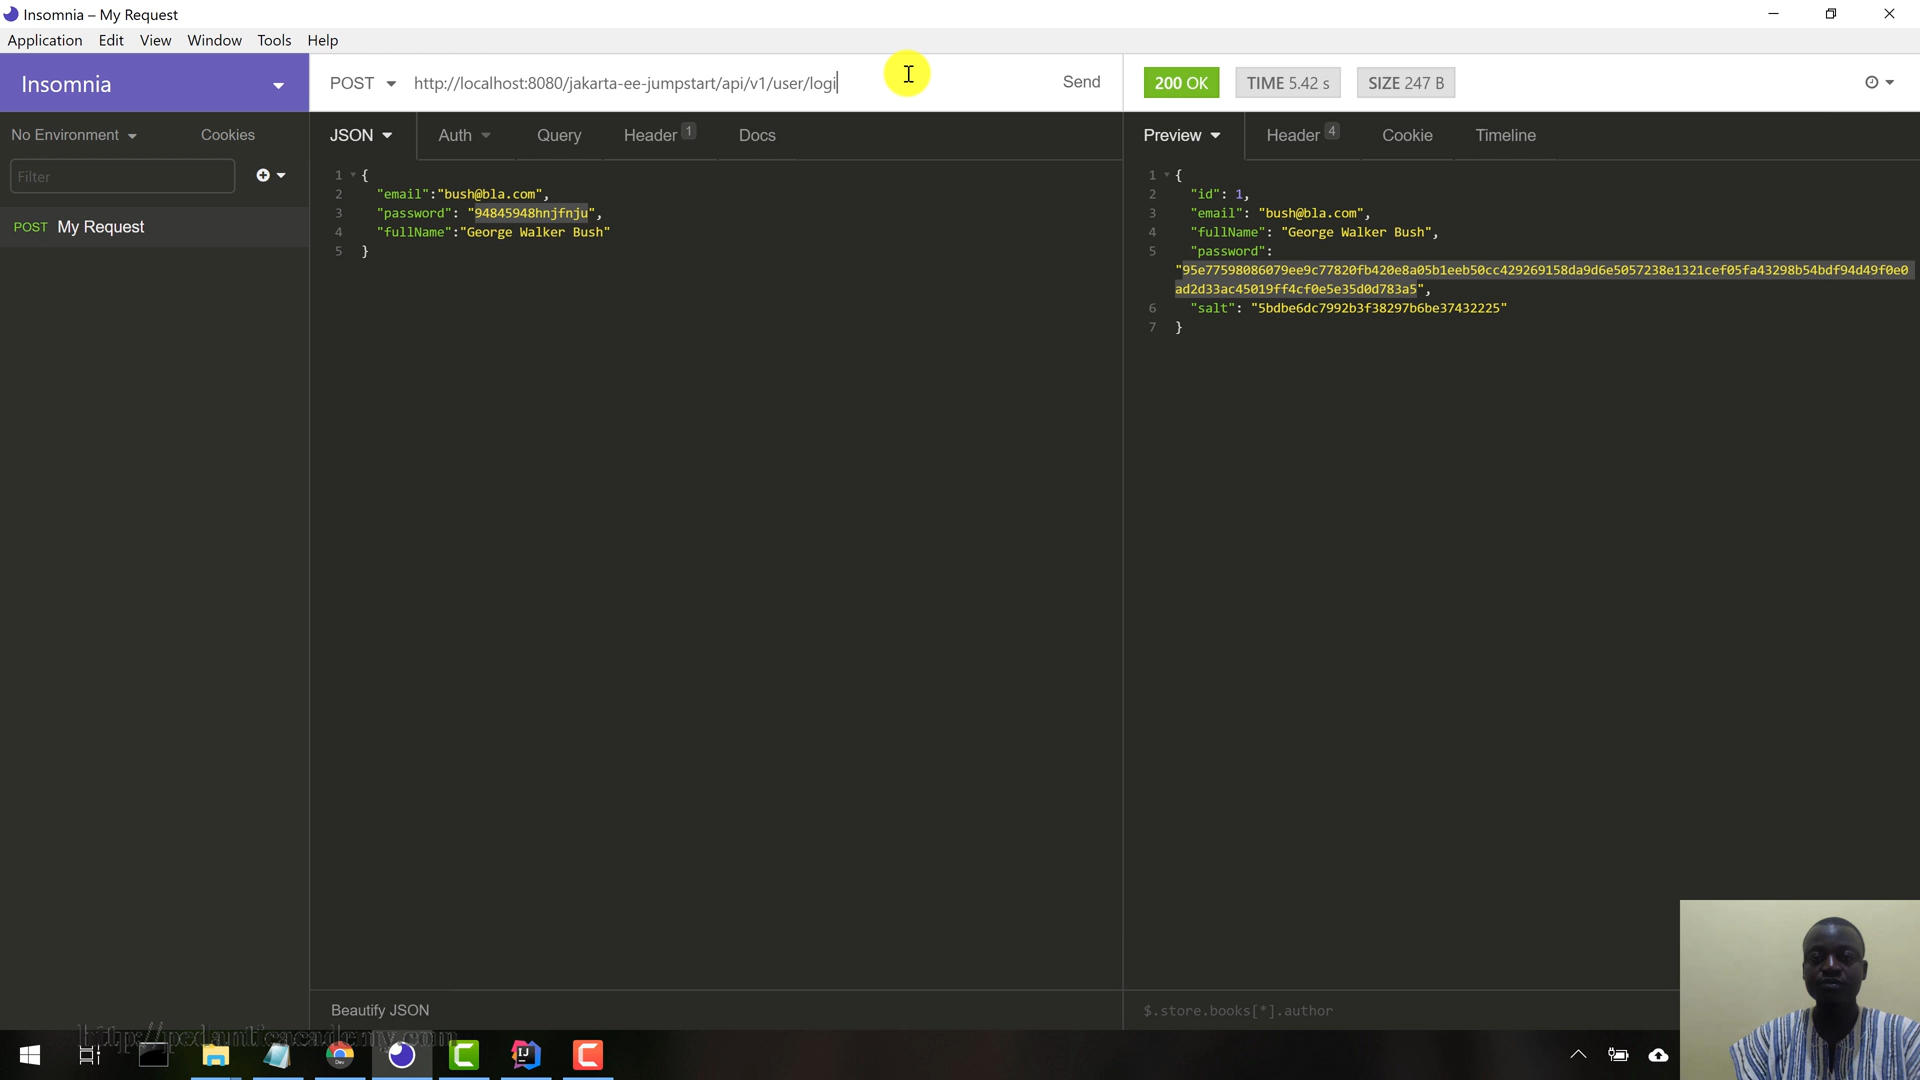 Insomnia – My Request
Application Edit View Window Tools Help
Insomnia
POST http://localhost:8080/jakarta-ee-jumpstart/api/v1/user/logi Send
200 OK TIME 5.42 s SIZE 247 B
No Environment Cookies
JSON Auth Query Header 1 Docs
Preview Header 4 Cookie Timeline
Filter
POST My Request
1 {
2 "email":"bush@bla.com",
3 "password": "94845948hnjfnju",
4 "fullName":"George Walker Bush"
5 }
1 {
2 "id": 1,
3 "email": "bush@bla.com",
4 "fullName": "George Walker Bush",
5 "password":
"95e77598086079ee9c77820fb420e8a05b1eeb50cc429269158da9d6e5057238e1321cef05fa43298b54bdf94d49f0e0
ad2d33ac45019ff4cf0e5e35d0d783a5",
6 "salt": "5bdbe6dc7992b3f38297b6be37432225"
7 }
Beautify JSON
$.store.books[*].author
http://pedanticacademy.com